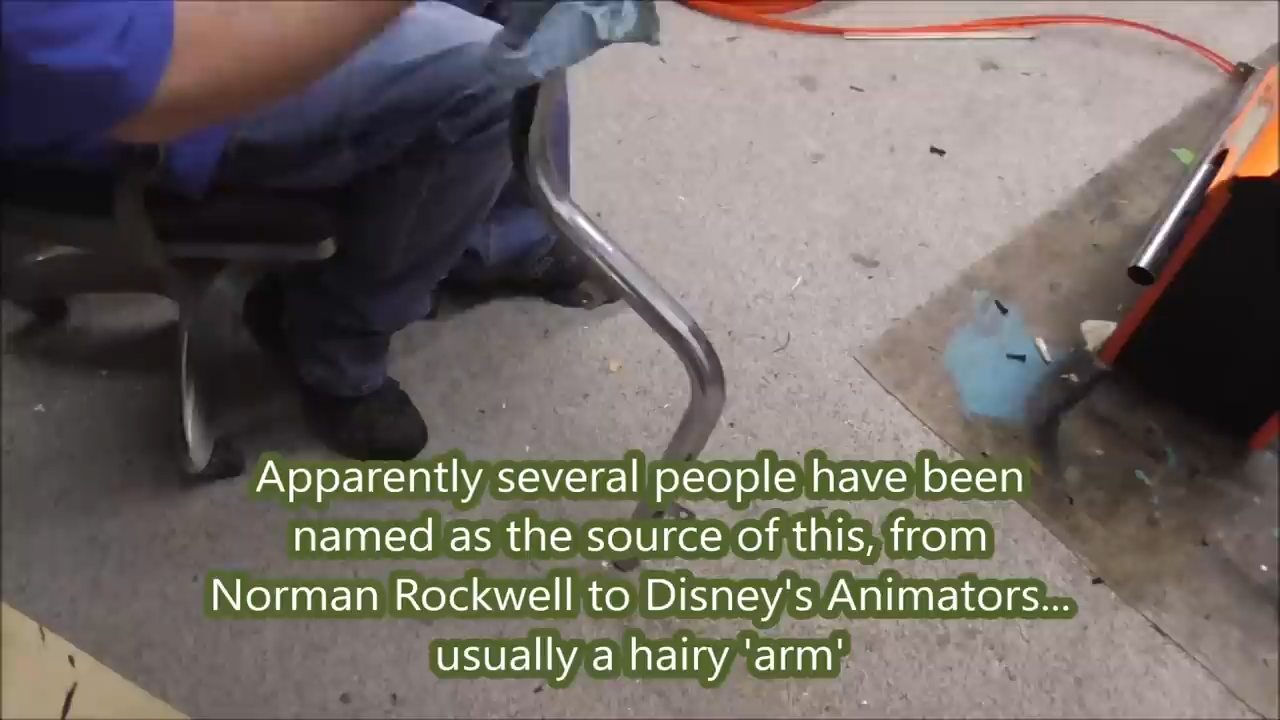 Apparently several people have been
named as the source of this, from
Norman Rockwell to Disney's Animators...
usually a hairy 'arm'